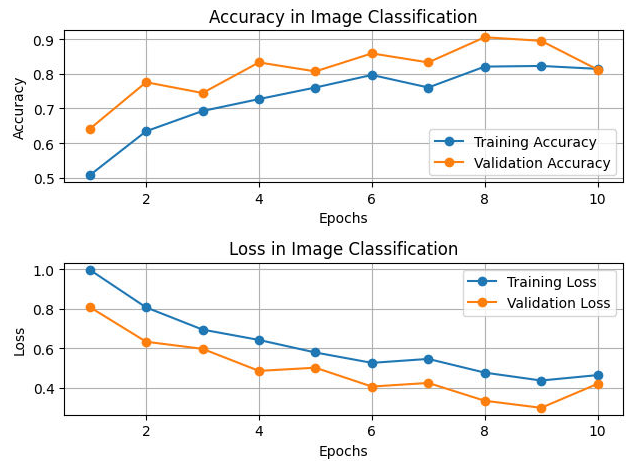 Accuracy in Image Classification
0.9
0.8
0.7
0.6
0.5
Accuracy
Training Accuracy
Validation Accuracy
2 4 6 8 10
Epochs
Loss in Image Classification
1.0
0.8
0.6
0.4
Loss
Training Loss
Validation Loss
2 4 6 8 10
Epochs